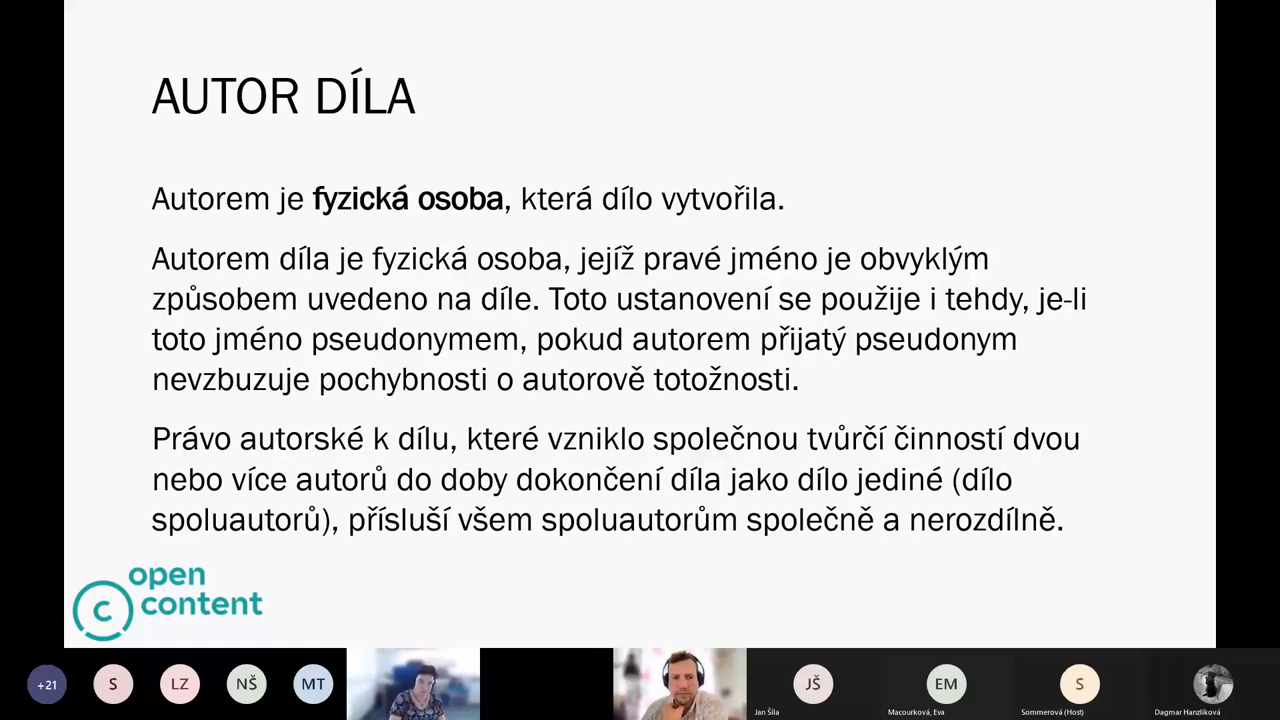 AUTOR DÍLA
Autorem je fyzická osoba, která dílo vytvořila.
Autorem díla je fyzická osoba, jejíž pravé jméno je obvyklým
způsobem uvedeno na díle. Toto ustanovení se použije i tehdy, je-li
toto jméno pseudonymem, pokud autorem přijatý pseudonym
nevzbuzuje pochybnosti o autorově totožnosti.
Právo autorské k dílu, které vzniklo společnou tvůrčí činností dvou
nebo více autorů do doby dokončení díla jako dílo jediné (dílo
spoluautorů), přísluší všem spoluautorům společně a nerozdílně.
open
c content
+21 S LZ NŠ MT JŠ EM S
Jan Šíla Macourková, Eva Sommerová (Host) Dagmar Hanzlíková